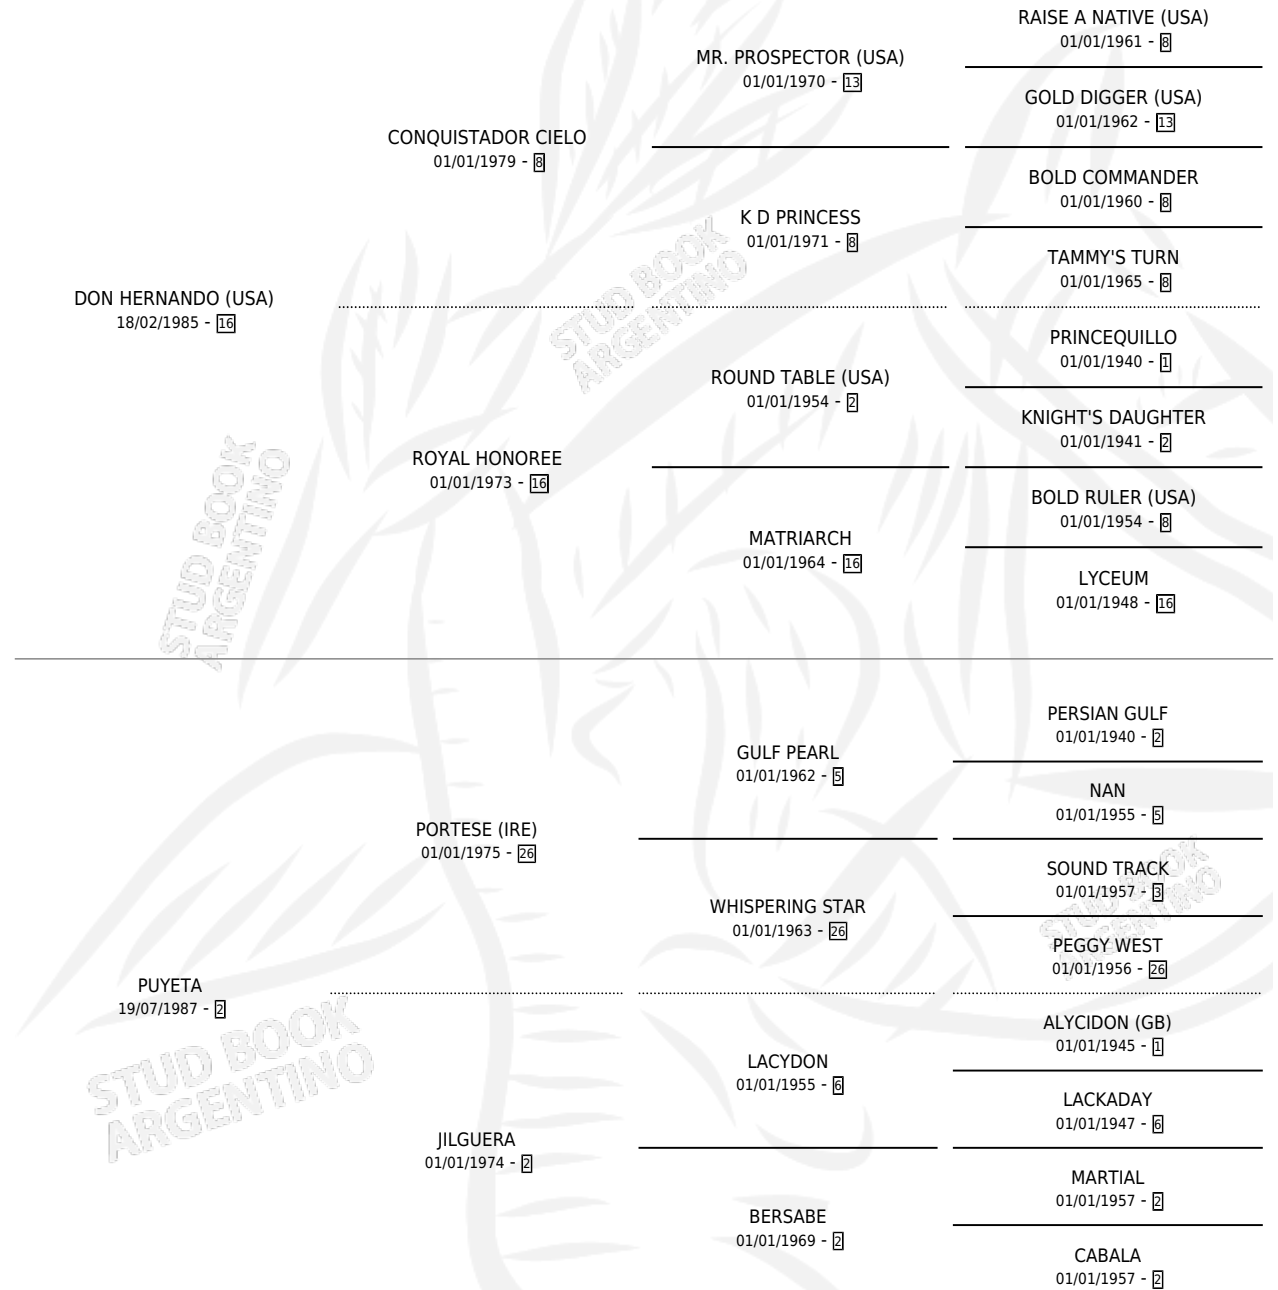 RAISE A NATIVE (USA)
01/01/1961 - 8
MR. PROSPECTOR (USA)
01/01/1970 - 13
GOLD DIGGER (USA)
01/01/1962 - 13
CONQUISTADOR CIELO
01/01/1979 - 8
BOLD COMMANDER
01/01/1960 - 8
K D PRINCESS
01/01/1971 - 8
TAMMY'S TURN
01/01/1965 - 8
DON HERNANDO (USA)
18/02/1985 - 16
STUD BOOK
ARGENTINO
PRINCEQUILLO
01/01/1940 - 1
ROUND TABLE (USA)
01/01/1954 - 2
KNIGHT'S DAUGHTER
01/01/1941 - 2
ROYAL HONOREE
01/01/1973 - 16
BOLD RULER (USA)
01/01/1954 - 8
MATRIARCH
01/01/1964 - 16
LYCEUM
01/01/1948 - 16
STUD BOOK
ARGENTINO
PERSIAN GULF
01/01/1940 - 2
GULF PEARL
01/01/1962 - 5
NAN
01/01/1955 - 5
PORTESE (IRE)
01/01/1975 - 26
SOUND TRACK
01/01/1957 - 3
WHISPERING STAR
01/01/1963 - 26
STUD BOOK
ARGENTINO
PEGGY WEST
01/01/1956 - 26
PUYETA
19/07/1987 - 2
ALYCIDON (GB)
01/01/1945 - 1
LACYDON
01/01/1955 - 6
LACKADAY
01/01/1947 - 6
STUD BOOK
ARGENTINO
JILGUERA
01/01/1974 - 2
MARTIAL
01/01/1957 - 2
BERSABE
01/01/1969 - 2
CABALA
01/01/1957 - 2